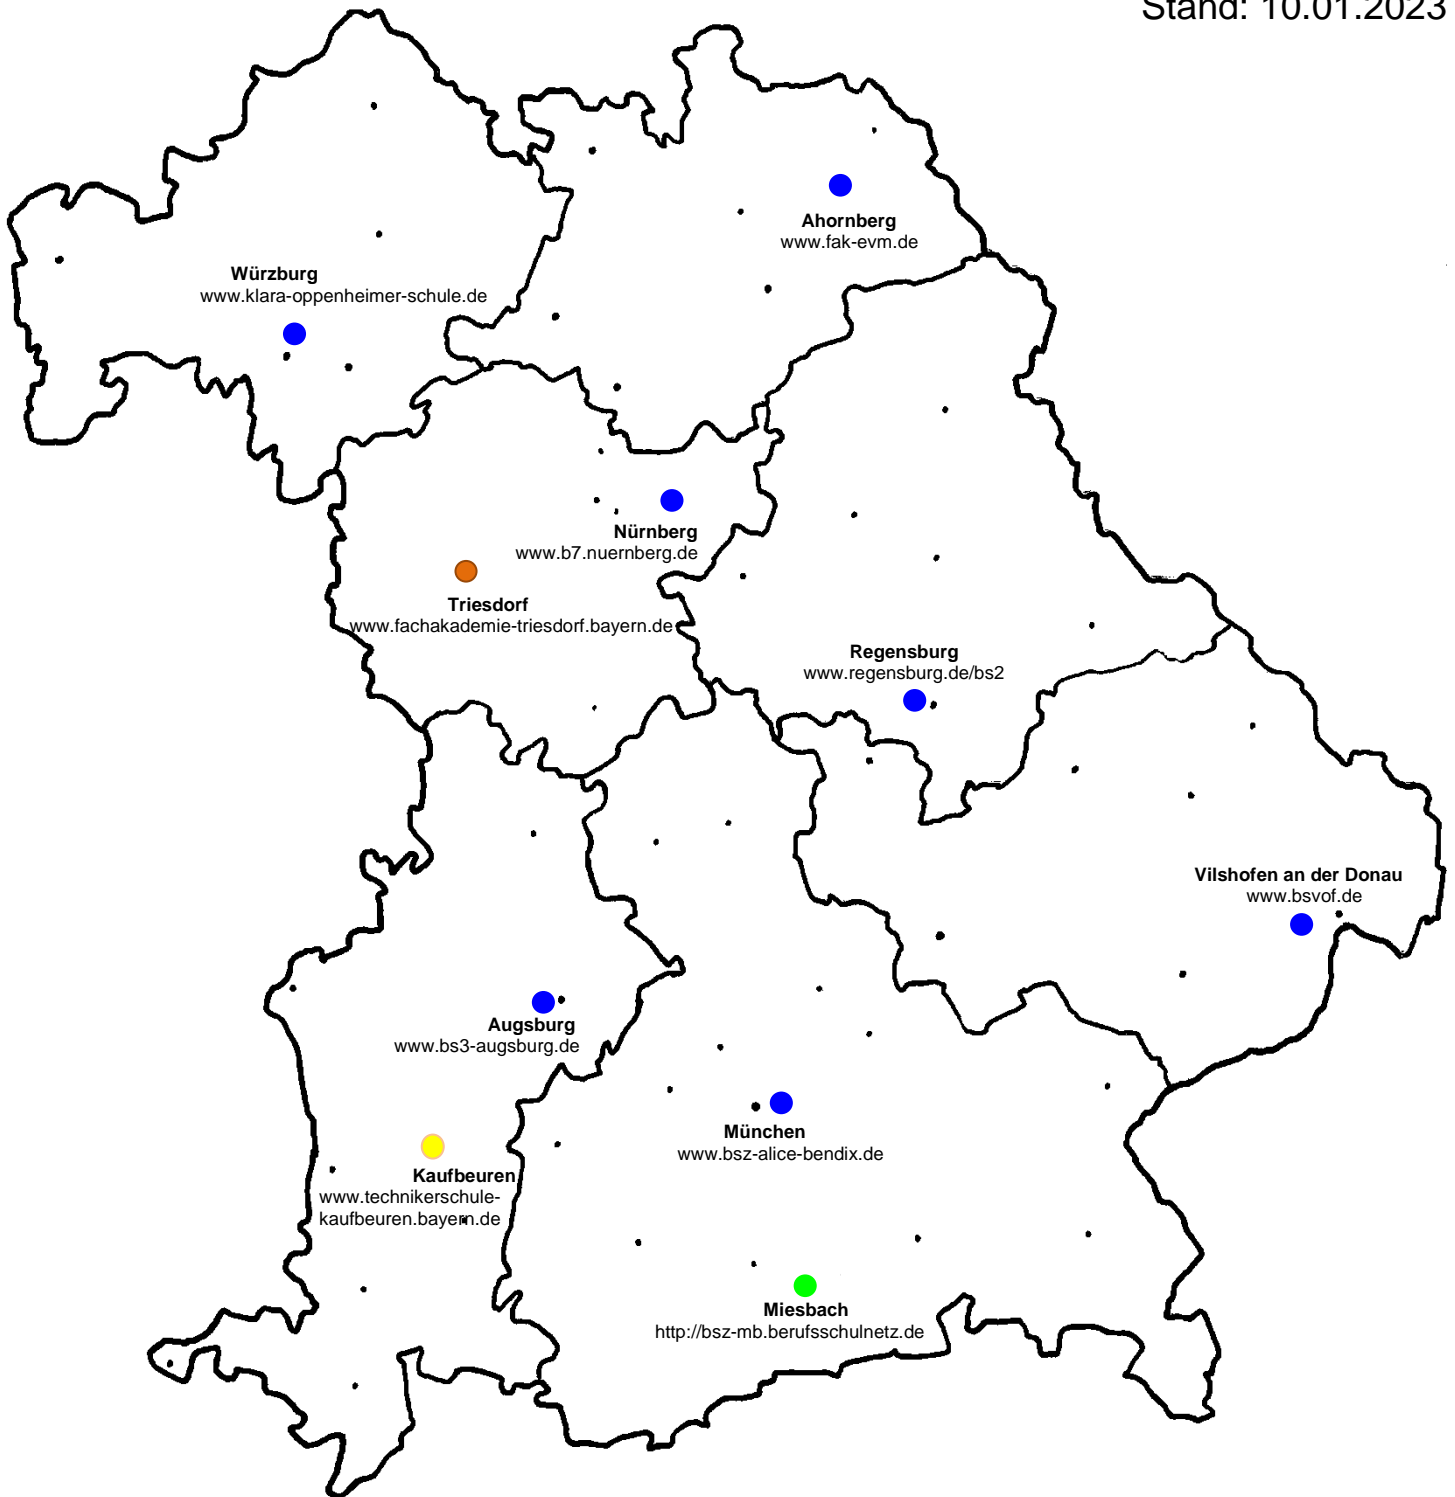 Stand: 10.01.2023
Ahornberg
www.fak-evm.de
Würzburg
www.klara-oppenheimer-schule.de
Nürnberg
www.b7.nuernberg.de
Triesdorf
www.fachakademie-triesdorf.bayern.de
Regensburg
www.regensburg.de/bs2
Vilshofen an der Donau
www.bsvof.de
Augsburg
www.bs3-augsburg.de
München
www.bsz-alice-bendix.de
Kaufbeuren
www.technikerschule-
kaufbeuren.bayern.de
Miesbach
http://bsz-mb.berufsschulnetz.de